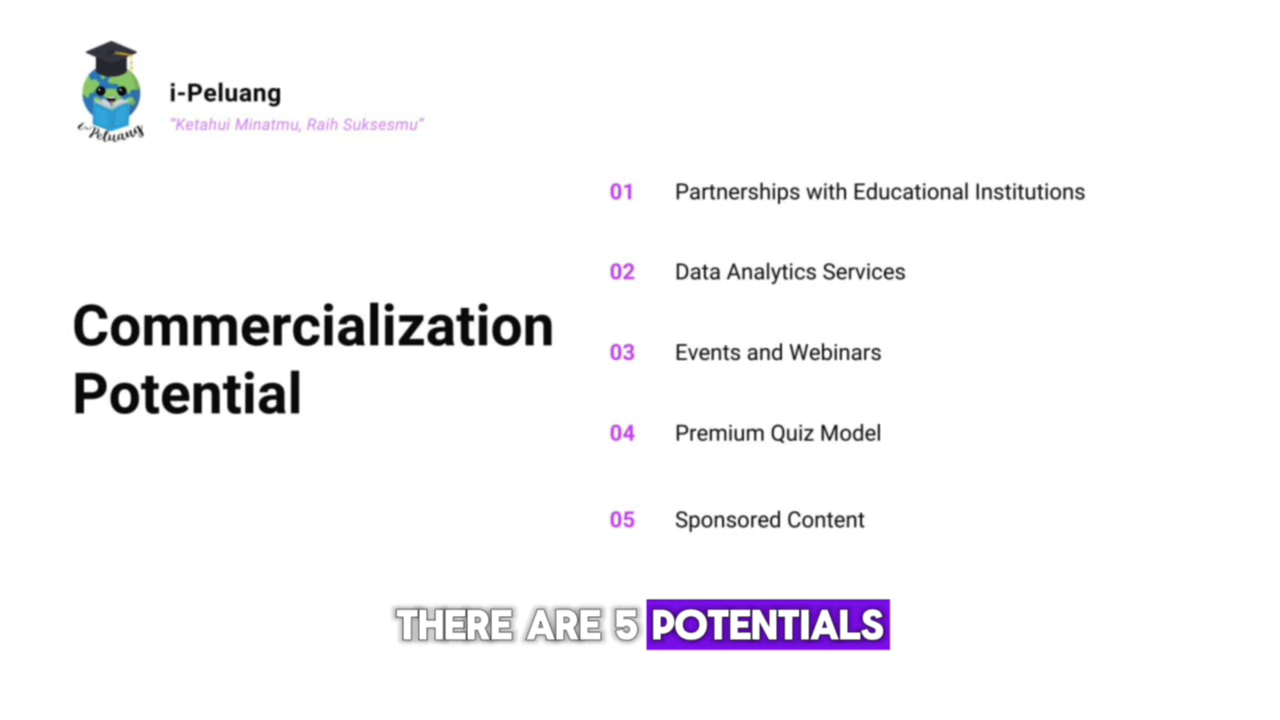 i-Peluang
i-Peluang
“Ketahui Minatmu, Raih Suksesmu”
Commercialization
Potential
01 Partnerships with Educational Institutions
02 Data Analytics Services
03 Events and Webinars
04 Premium Quiz Model
05 Sponsored Content
THERE ARE 5 POTENTIALS